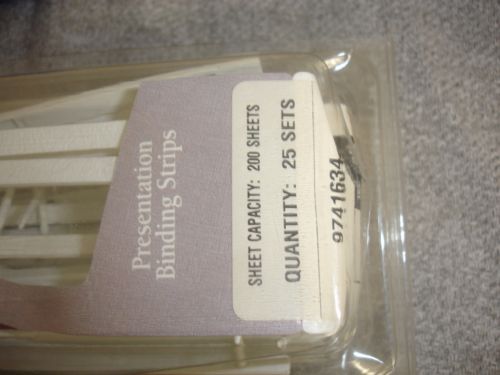 Presentation
Binding Strips
SHEET CAPACITY: 200 SHEETS
QUANTITY: 25 SETS
9741634